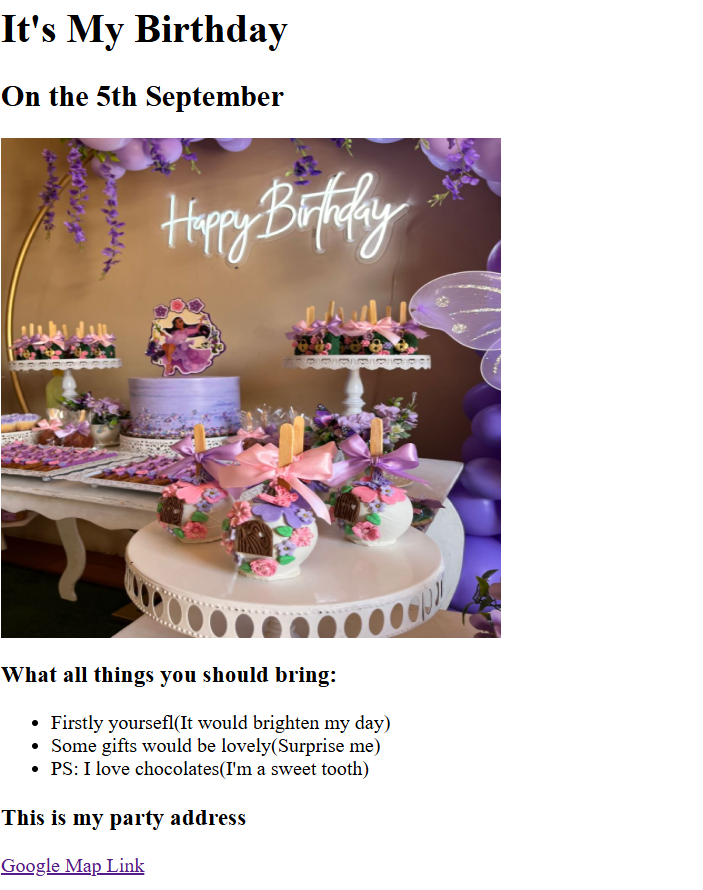 It's My Birthday
On the 5th September
Happy Birthday
What all things you should bring:
Firstly yoursefl(It would brighten my day)
Some gifts would be lovely(Surprise me)
PS: I love chocolates(I'm a sweet tooth)
This is my party address
Google Map Link